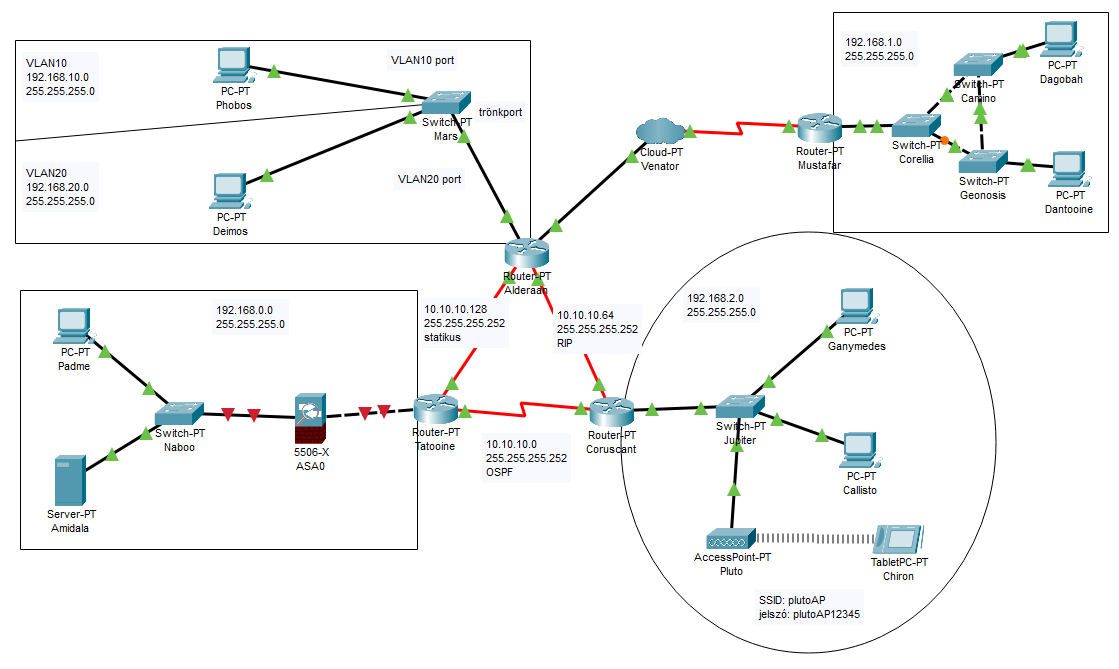 VLAN10
192.168.10.0
255.255.255.0
PC-PT
Phobos
VLAN10 port
Switch-PT
Mars
trönkport
VLAN20
192.168.20.0
255.255.255.0
PC-PT
Deimos
VLAN20 port
Cloud-PT
Venator
Router-PT
Mustafar
192.168.1.0
255.255.255.0
Switch-PT
Camino
PC-PT
Dagobah
Switch-PT
Corellia
Switch-PT
Geonosis
PC-PT
Dantooine
Router-PT
Alderaan
192.168.0.0
255.255.255.0
PC-PT
Padme
Switch-PT
Naboo
Server-PT
Amidala
5506-X
ASA0
10.10.10.128
255.255.255.252
statikus
10.10.10.64
255.255.255.252
RIP
Router-PT
Tatooine
10.10.10.0
255.255.255.252
OSPF
Router-PT
Coruscant
192.168.2.0
255.255.255.0
PC-PT
Ganymedes
Switch-PT
Jupiter
PC-PT
Callisto
AccessPoint-PT
Pluto
TabletPC-PT
Chiron
SSID: plutoAP
jelszó: plutoAP12345